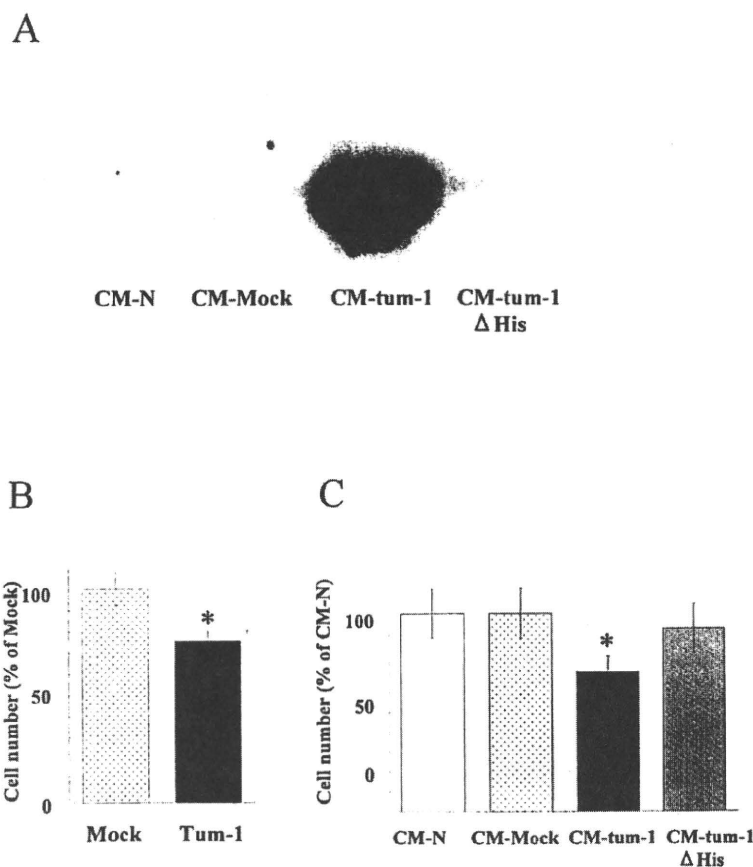 A
CM-N CM-Mock CM-tum-1 CM-tum-1
Δ His
B
Cell number (% of Mock)
100
50
0
*
Mock Tum-1
C
Cell number (% of CM-N)
100
50
0
*
CM-N CM-Mock CM-tum-1 CM-tum-1
Δ His